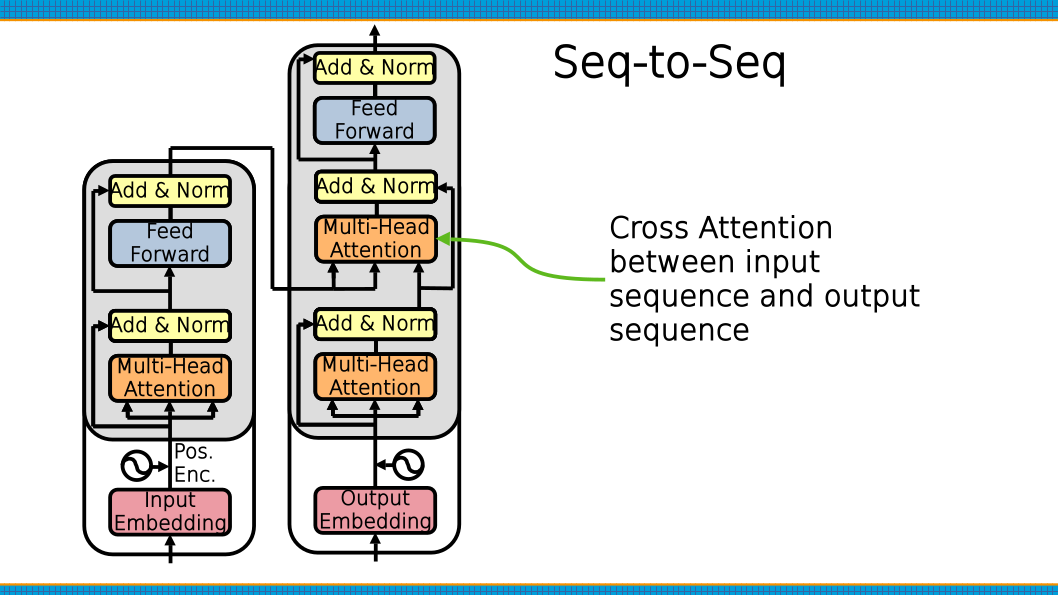 Seq-to-Seq
Add & Norm
Feed
Forward
Add & Norm
Multi-Head
Attention
Add & Norm
Multi-Head
Attention
Output
Embedding
Add & Norm
Feed
Forward
Add & Norm
Multi-Head
Attention
Pos.
Enc.
Input
Embedding
Cross Attention
between input
sequence and output
sequence